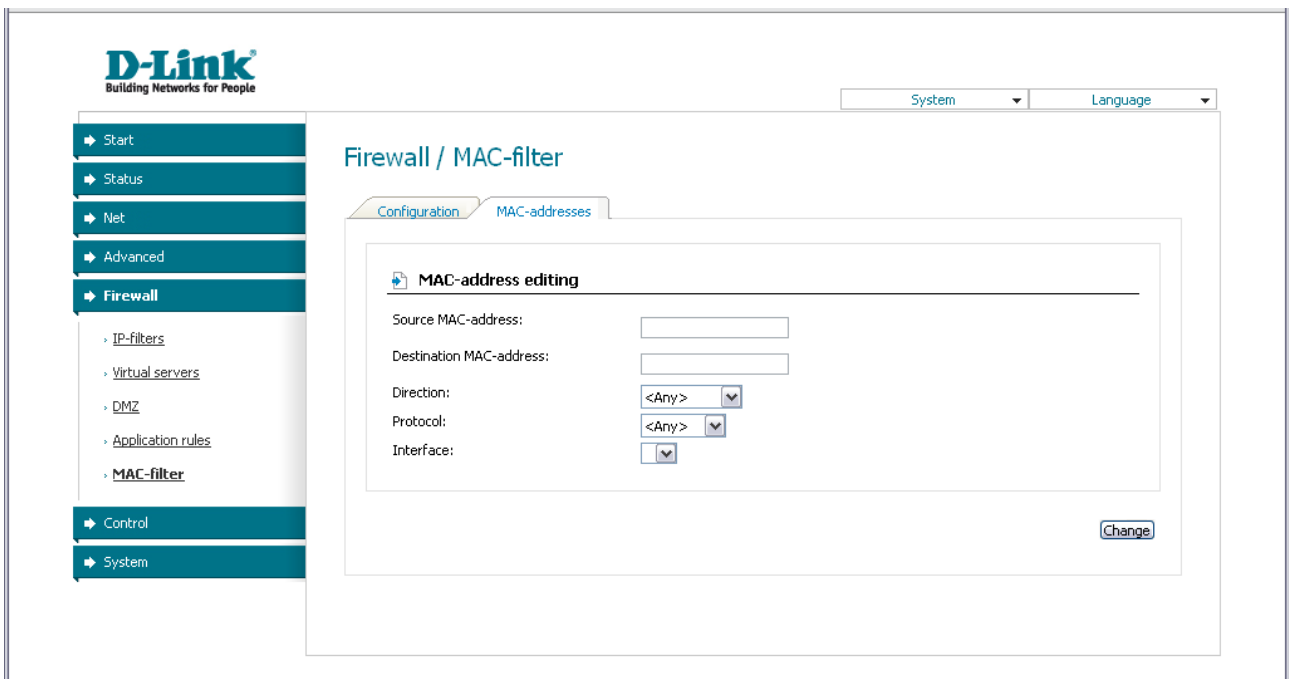 D-Link
Building Networks for People
System
Language
Start
Status
Net
Advanced
Firewall
IP-filters
Virtual servers
DMZ
Application rules
MAC-filter
Control
System
Firewall / MAC-filter
Configuration
MAC-addresses
MAC-address editing
Source MAC-address:
Destination MAC-address:
Direction: <Any>
Protocol: <Any>
Interface:
Change